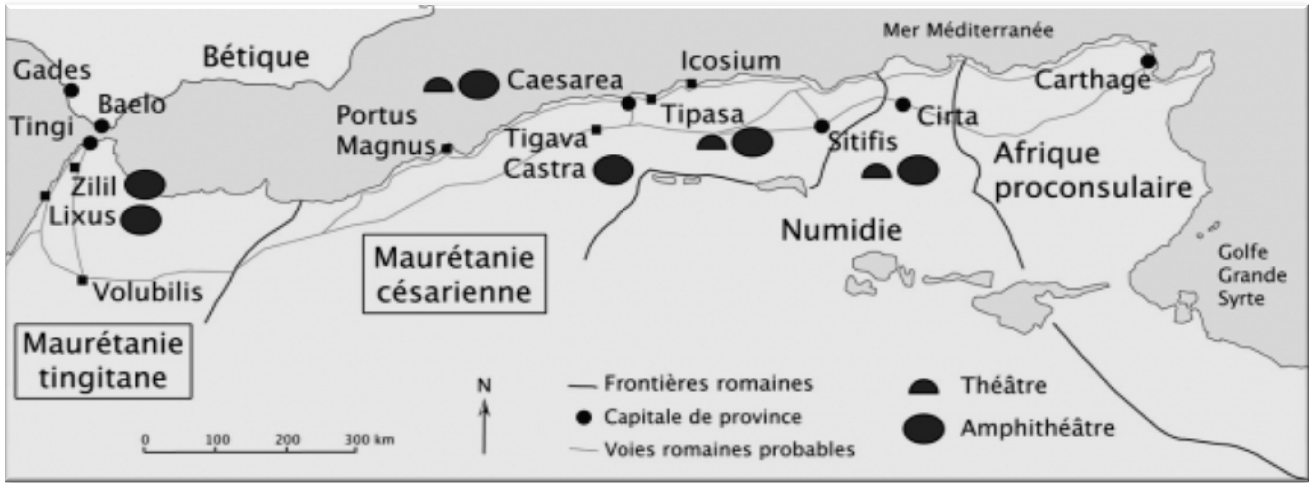 Mer Méditerranée
Bétique
Gades
Baelo
Tingi
Zilil
Lixus
Volubilis
Maurétanie
tingitane
Portus
Magnus
Caesarea
Icosium
Tipasa
Tigava
Castra
Sitifis
Cirta
Carthage
Maurétanie
césarienne
Numidie
Afrique
proconsulaire
Golfe
Grande
Syrte
N
0 100 200 300 km
Frontières romaines
Capitale de province
Voies romaines probables
Théâtre
Amphithéâtre